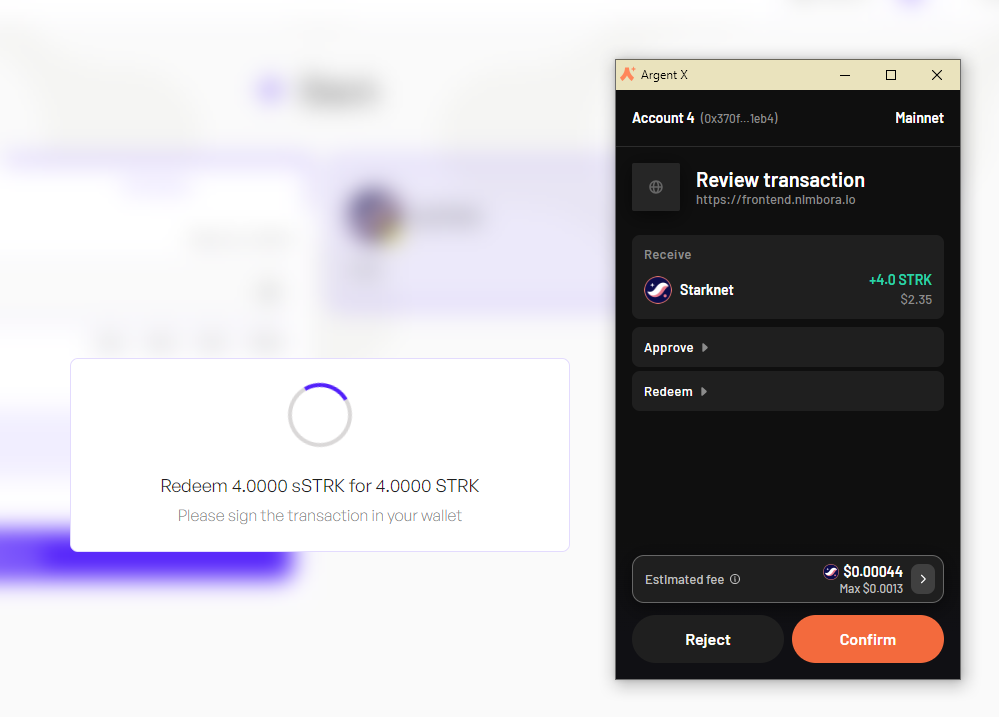 Redeem 4.0000 sSTRK for 4.0000 STRK
Please sign the transaction in your wallet
Argent X
Account 4 (0x370f...1eb4) Mainnet
Review transaction
https://frontend.nimbora.io
Receive
Starknet +4.0 STRK
$2.35
Approve
Redeem
Estimated fee $0.00044
Max $0.0013
Reject Confirm